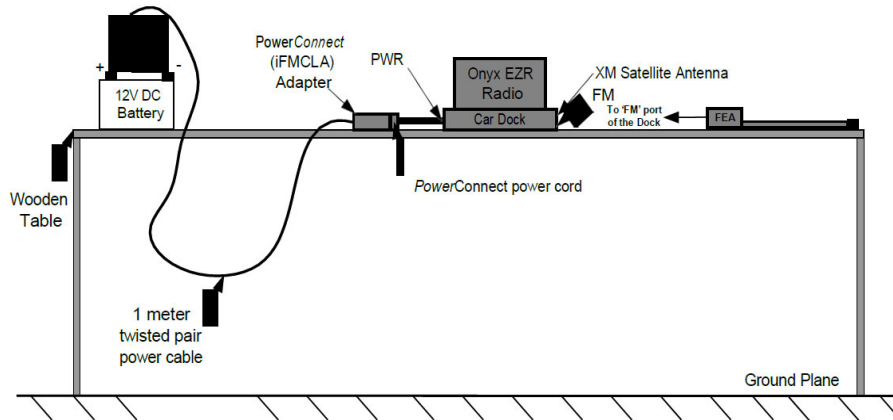 + -
12V DC
Battery
PowerConnect
(iFMCLA)
Adapter
PWR
Onyx EZR
Radio
Car Dock
XM Satellite Antenna
FM
To 'FM' port
of the Dock
FEA
PowerConnect power cord
Wooden
Table
1 meter
twisted pair
power cable
Ground Plane